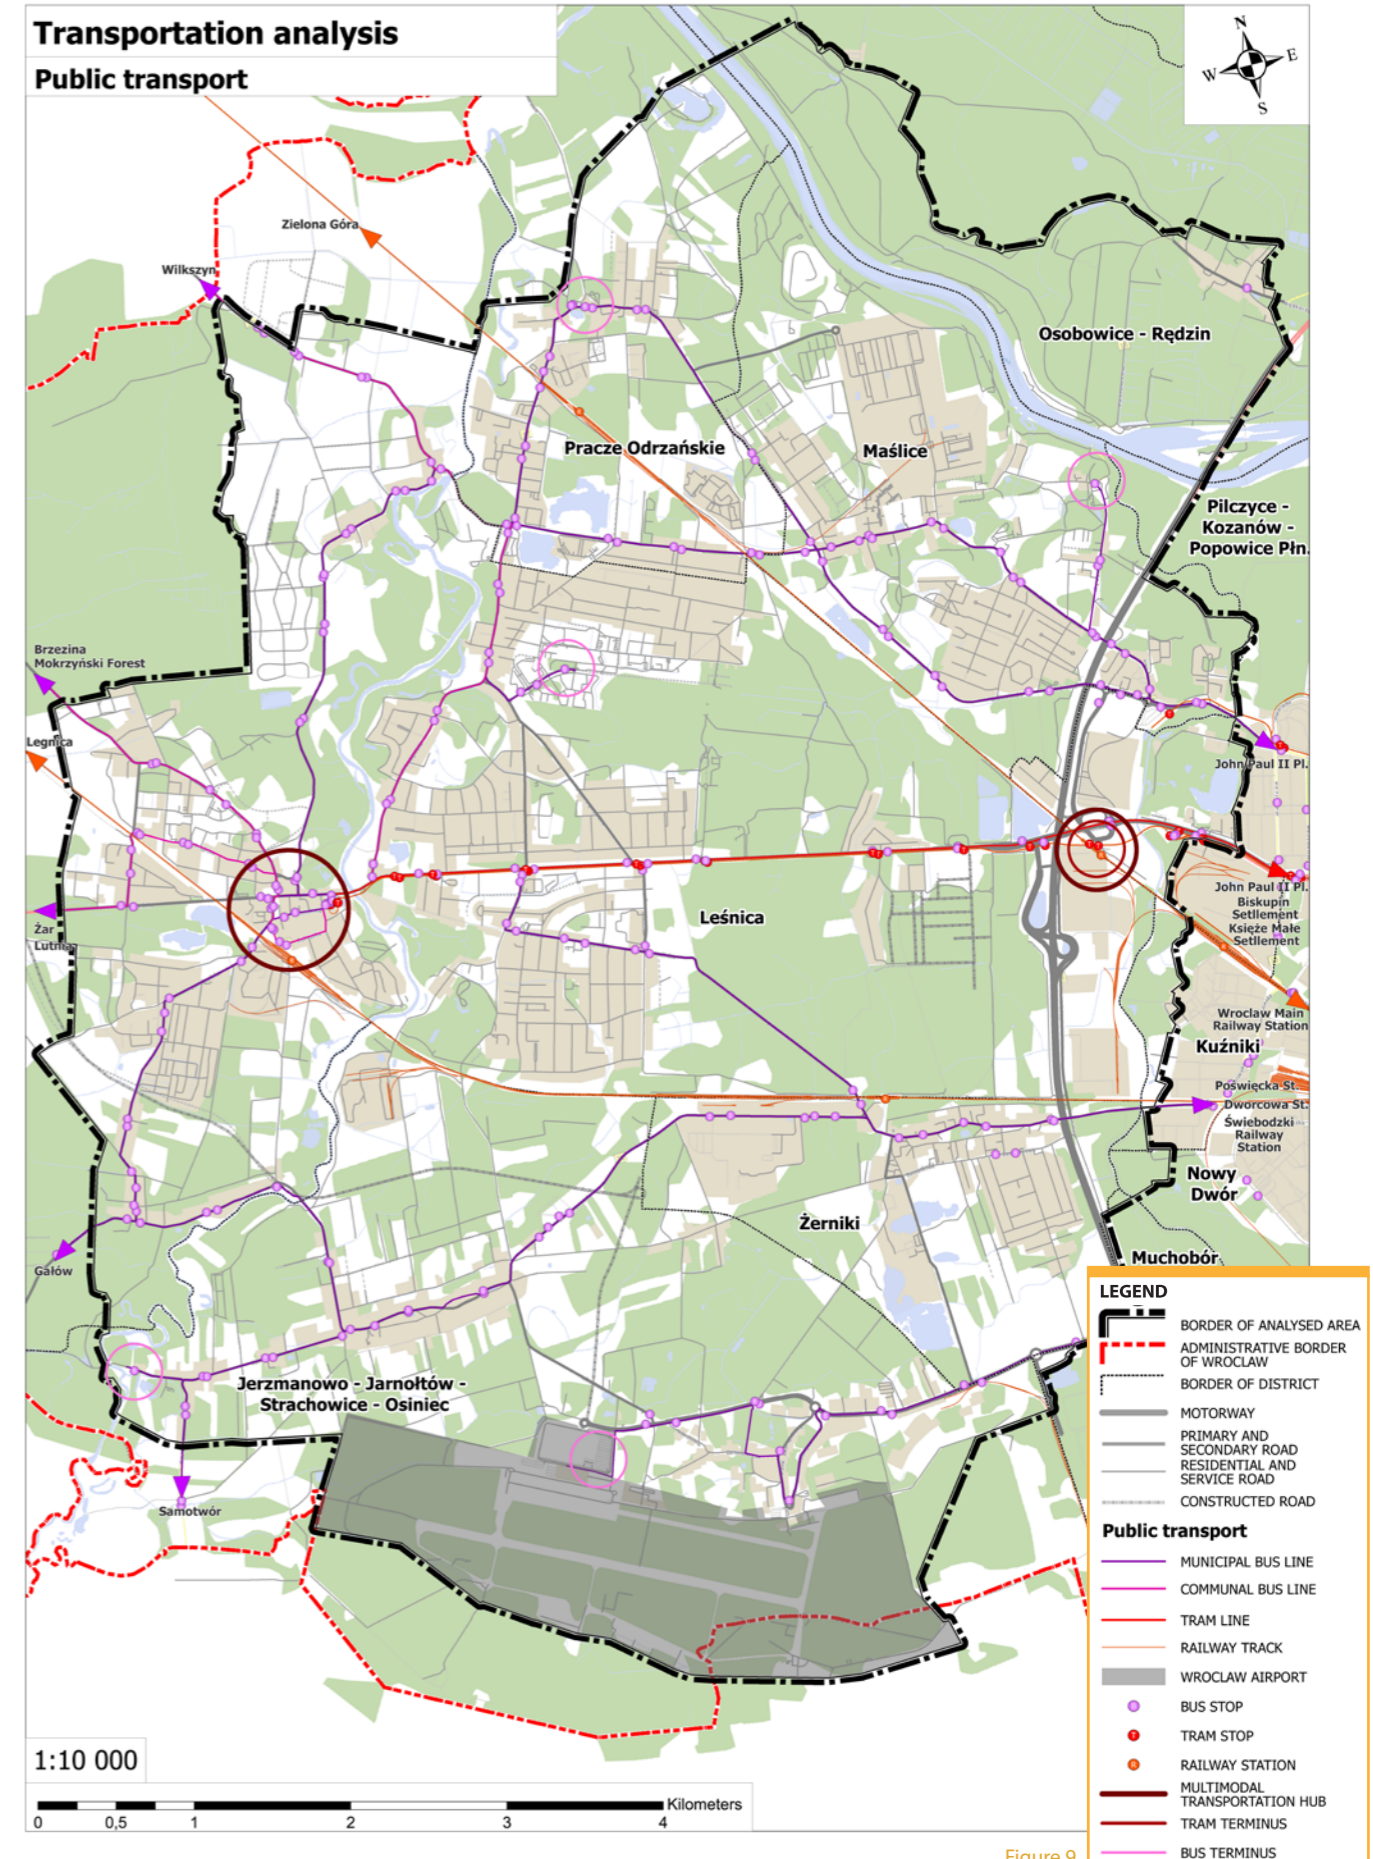 Transportation analysis
Public transport
N
W
E
S
Zielona Góra
Wilkszyn
Osobowice - Rędzin
Pracze Odrzańskie
Maślice
Pilczyce -
Kozanów -
Popowice Płn.
Brzezina
Mokrzyński Forest
Legnica
John Paul II Pl.
Leśnica
Żar
Lutnia
John Paul II Pl.
Biskupin
Setllement
Księże Małe
Setllement
Wroclaw Main
Railway Station
Kuźniki
Poświęcka St.
Dworcowa St.
Świebodzki
Railway
Station
Nowy
Dwór
Żerniki
Muchobór
Gałów
Jerzmanowo - Jarnołtów -
Strachowice - Osiniec
Samotwór
LEGEND
BORDER OF ANALYSED AREA
ADMINISTRATIVE BORDER
OF WROCLAW
BORDER OF DISTRICT
MOTORWAY
PRIMARY AND
SECONDARY ROAD
RESIDENTIAL AND
SERVICE ROAD
CONSTRUCTED ROAD
Public transport
MUNICIPAL BUS LINE
COMMUNAL BUS LINE
TRAM LINE
RAILWAY TRACK
WROCLAW AIRPORT
BUS STOP
T TRAM STOP
R RAILWAY STATION
MULTIMODAL
TRANSPORTATION HUB
TRAM TERMINUS
BUS TERMINUS
1:10 000
Kilometers
0 0,5 1 2 3 4
Figure 9